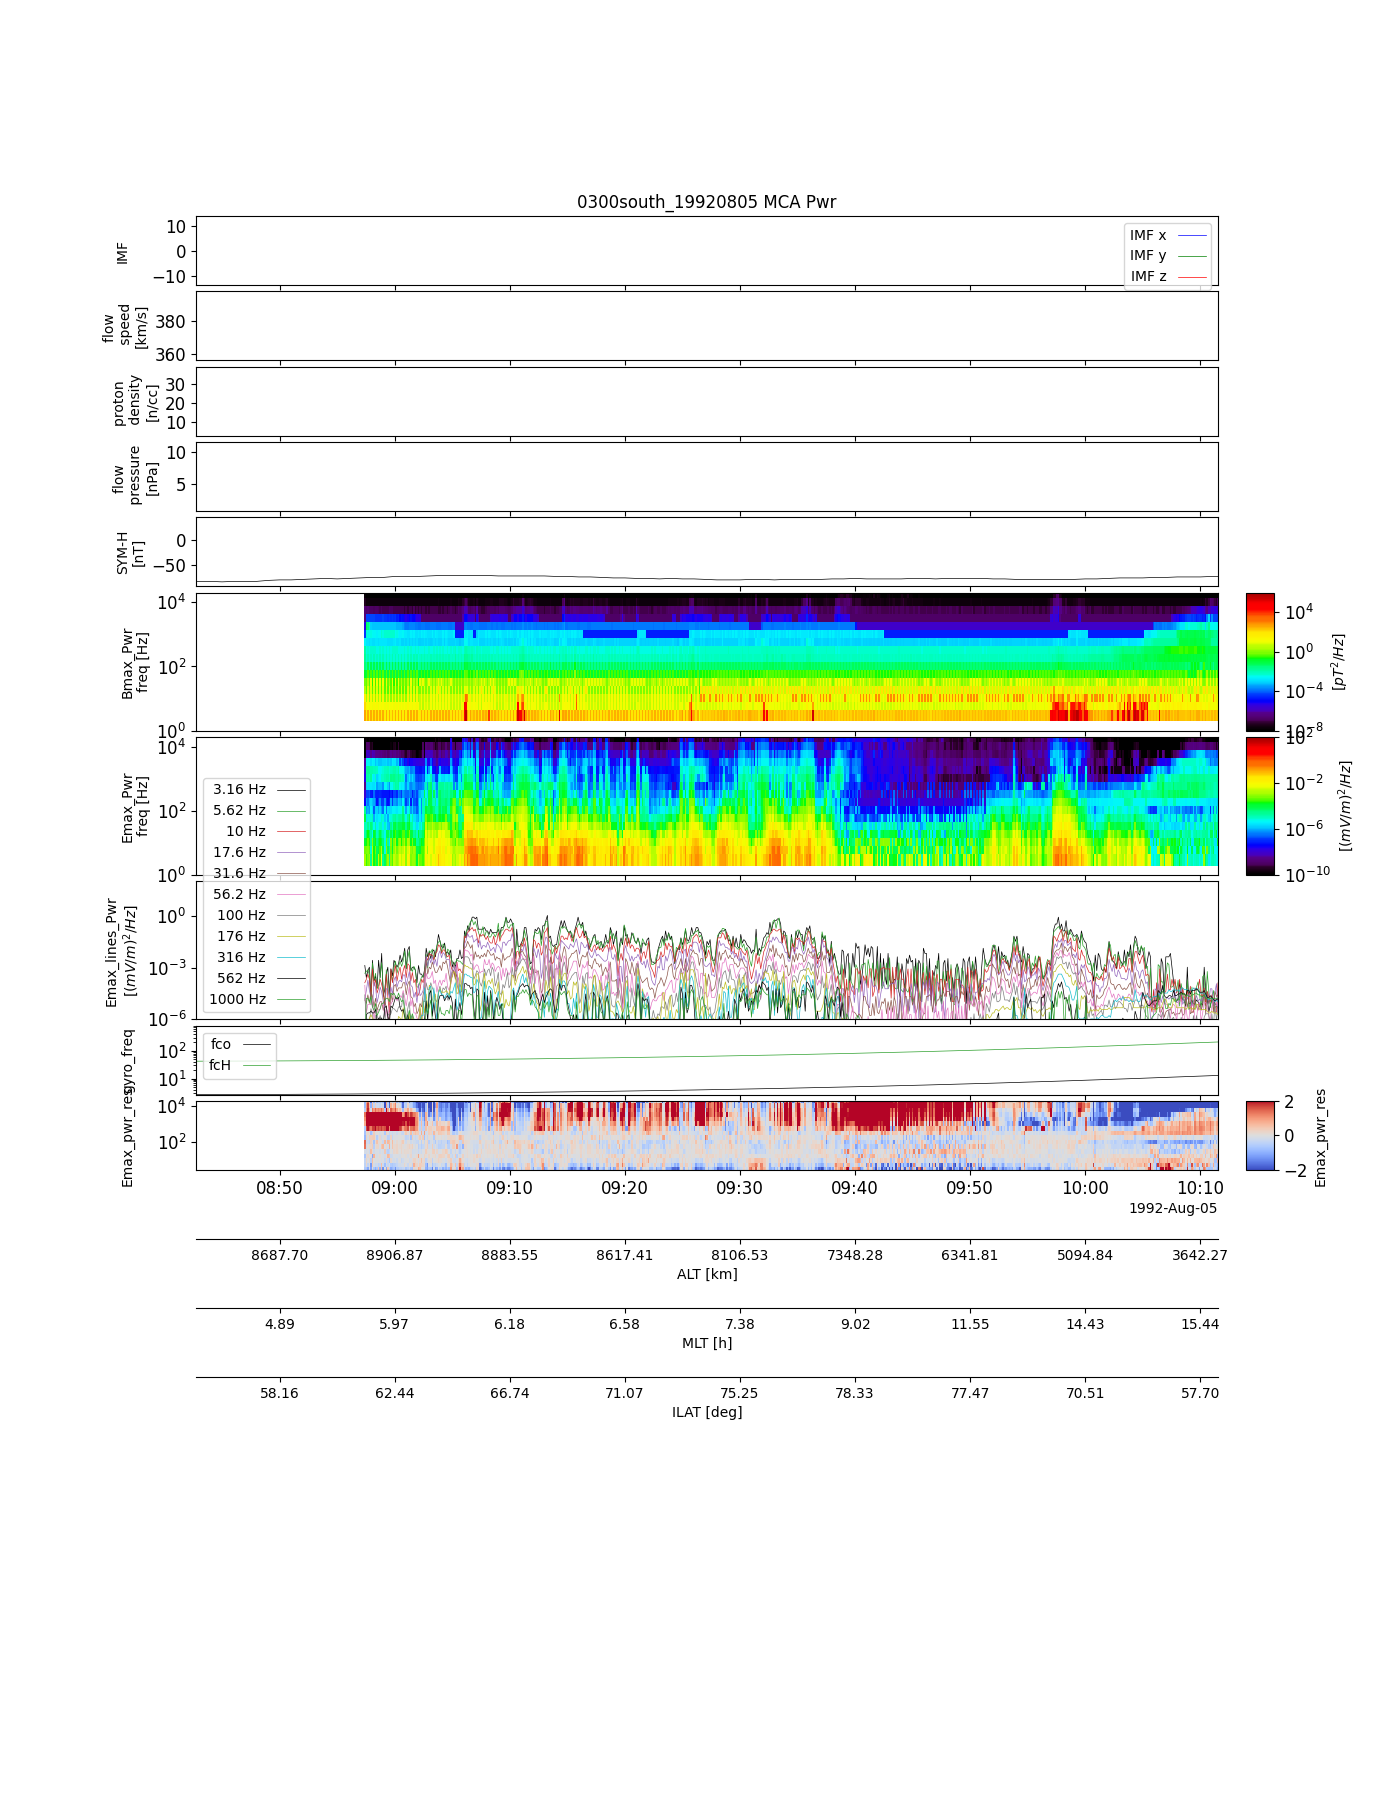 0300south_19920805 MCA Pwr
IMF
10
0
−10
IMF x
IMF y
IMF z
flow
speed
[km/s]
380
360
proton
density
[n/cc]
30
20
10
flow
pressure
[nPa]
10
5
SYM-H
[nT]
0
−50
Bmax_Pwr
freq [Hz]
10^4
10^2
10^0
10^4
10^0
10^−4
10^−8
[pT^2/Hz]
Emax_Pwr
freq [Hz]
10^4
10^2
10^0
10^2
10^−2
10^−6
10^−10
[(mV/m)^2/Hz]
3.16 Hz
5.62 Hz
10 Hz
17.6 Hz
31.6 Hz
56.2 Hz
100 Hz
176 Hz
316 Hz
562 Hz
1000 Hz
Emax_lines_Pwr
[(mV/m)^2/Hz]
10^0
10^−3
10^−6
gyro_freq
10^2
10^1
fco
fcH
Emax_pwr_res
10^4
10^2
2
0
−2
Emax_pwr_res
08:50 09:00 09:10 09:20 09:30 09:40 09:50 10:00 10:10
1992-Aug-05
8687.70 8906.87 8883.55 8617.41 8106.53 7348.28 6341.81 5094.84 3642.27
ALT [km]
4.89 5.97 6.18 6.58 7.38 9.02 11.55 14.43 15.44
MLT [h]
58.16 62.44 66.74 71.07 75.25 78.33 77.47 70.51 57.70
ILAT [deg]